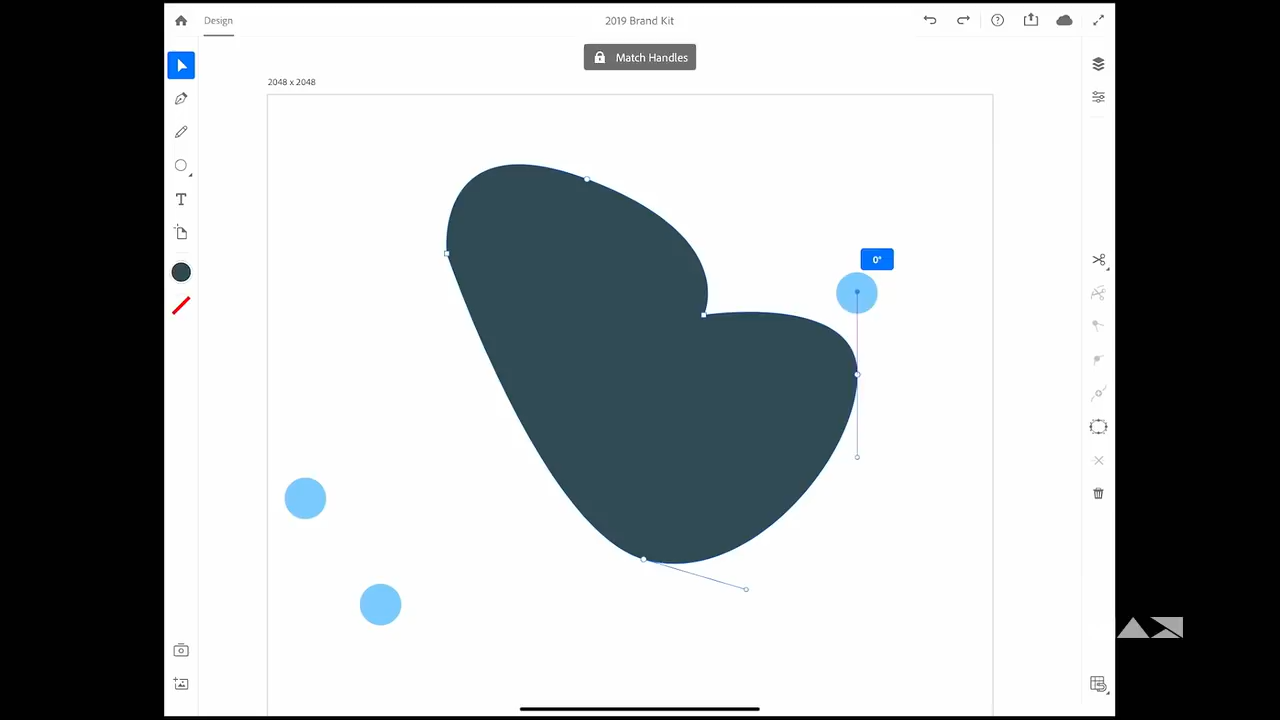 Design
2019 Brand Kit
Match Handles
2048 x 2048
T
0°